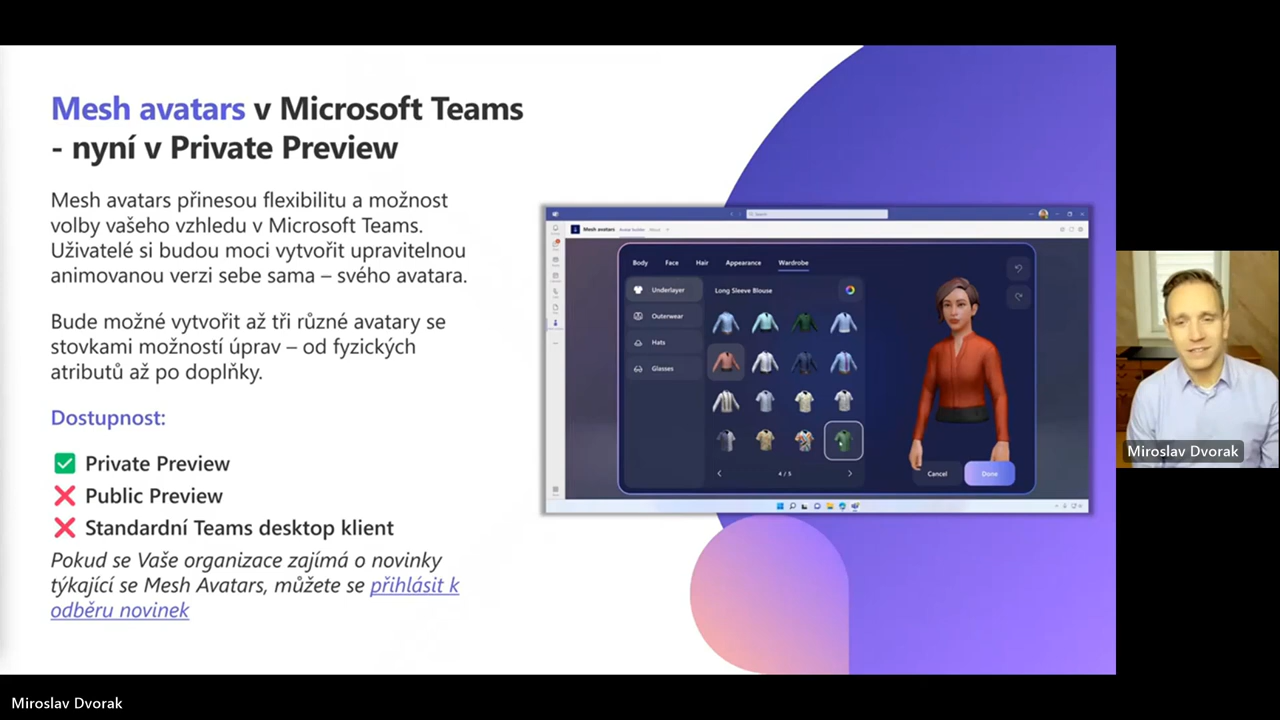 Mesh avatars v Microsoft Teams
- nyní v Private Preview
Mesh avatars přinesou flexibilitu a možnost
volby vašeho vzhledu v Microsoft Teams.
Uživatelé si budou moci vytvořit upravitelnou
animovanou verzi sebe sama – svého avatara.
Bude možné vytvořit až tři různé avatary se
stovkami možností úprav – od fyzických
atributů až po doplňky.
Dostupnost:
Private Preview
Public Preview
Standardní Teams desktop klient
Pokud se Vaše organizace zajímá o novinky
týkající se Mesh Avatars, můžete se přihlásit k
odběru novinek
Search
Mesh avatars Avatar builder About
Body Face Hair Appearance Wardrobe
Underlayer
Outerwear
Hats
Glasses
Long Sleeve Blouse
4 / 5
Cancel Done
Miroslav Dvorak
Miroslav Dvorak